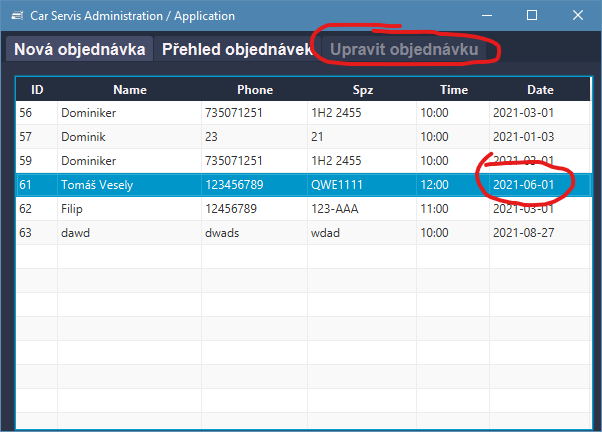 Car Servis Administration / Application
Nová objednávka Přehled objednávek Upravit objednávku
ID Name Phone Spz Time Date
56 Dominiker 735071251 1H2 2455 10:00 2021-03-01
57 Dominik 23 21 10:00 2021-01-03
59 Dominiker 735071251 1H2 2455 10:00 2021-03-01
61 Tomáš Vesely 123456789 QWE1111 12:00 2021-06-01
62 Filip 12456789 123-AAA 11:00 2021-03-01
63 dawd dwads wdad 10:00 2021-08-27